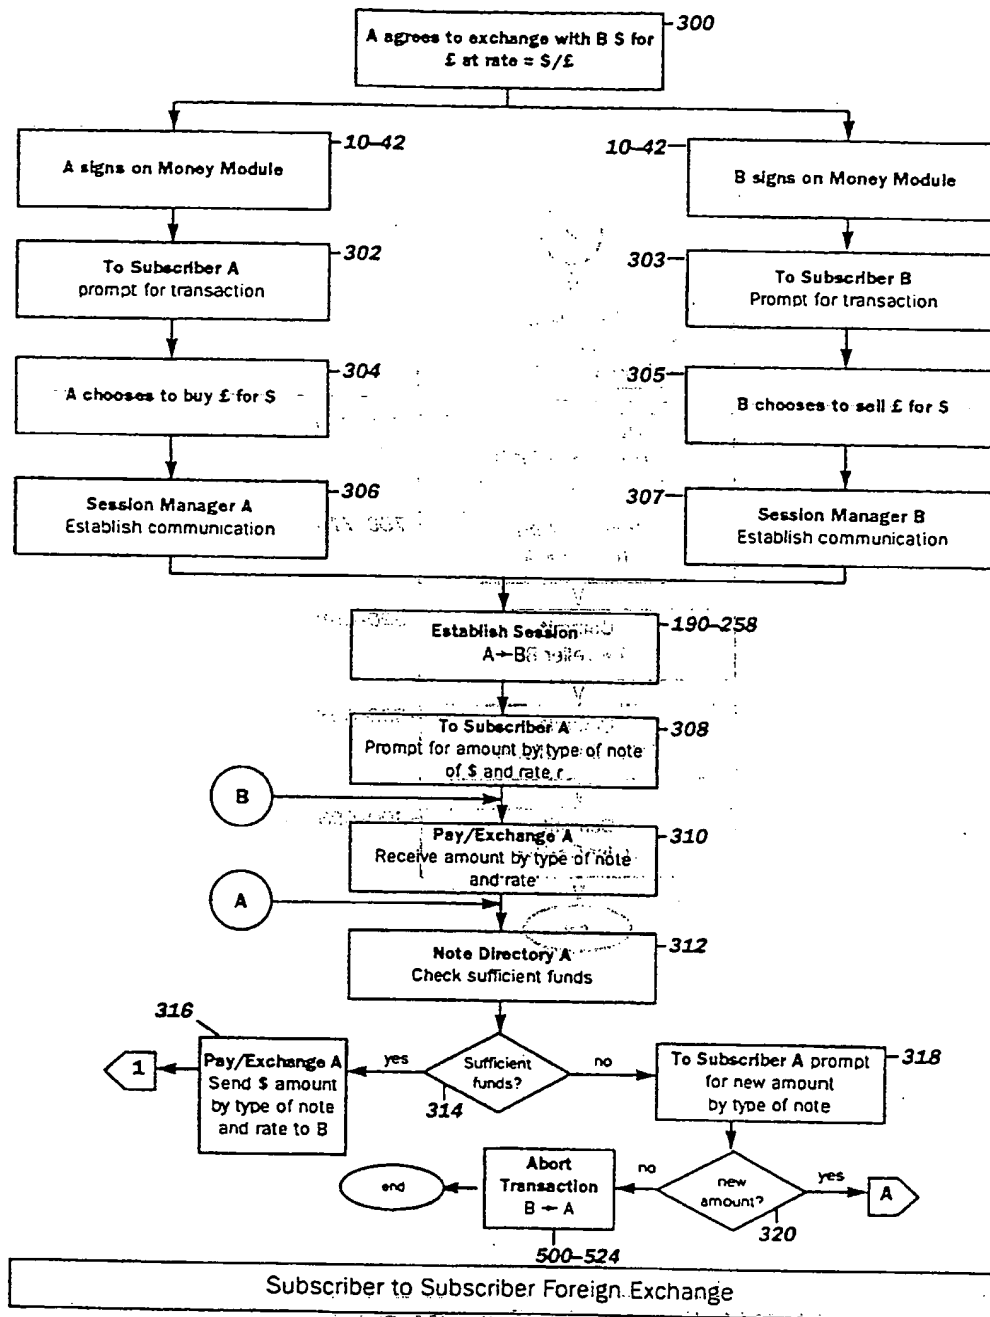 300
A agrees to exchange with B $ for
£ at rate = $/£
10–42
A signs on Money Module
10–42
B signs on Money Module
302
To Subscriber A
prompt for transaction
303
To Subscriber B
Prompt for transaction
304
A chooses to buy £ for $
305
B chooses to sell £ for $
306
Session Manager A
Establish communication
307
Session Manager B
Establish communication
190–258
Establish Session
A→B
308
To Subscriber A
Prompt for amount by type of note
of $ and rate r
B
310
Pay/Exchange A
Receive amount by type of note
and rate
A
312
Note Directory A
Check sufficient funds
316
1
Pay/Exchange A
Send $ amount
by type of note
and rate to B
yes
Sufficient
funds?
314
no
To Subscriber A prompt
for new amount
by type of note
318
end
Abort
Transaction
B → A
500–524
no
new
amount?
320
yes
A
Subscriber to Subscriber Foreign Exchange